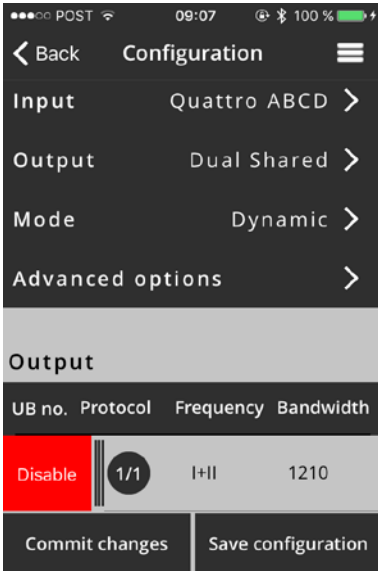 POST 09:07 100 %
Back Configuration
Input Quattro ABCD
Output Dual Shared
Mode Dynamic
Advanced options
Output
UB no. Protocol Frequency Bandwidth
Disable 1/1 I+II 1210
Commit changes Save configuration